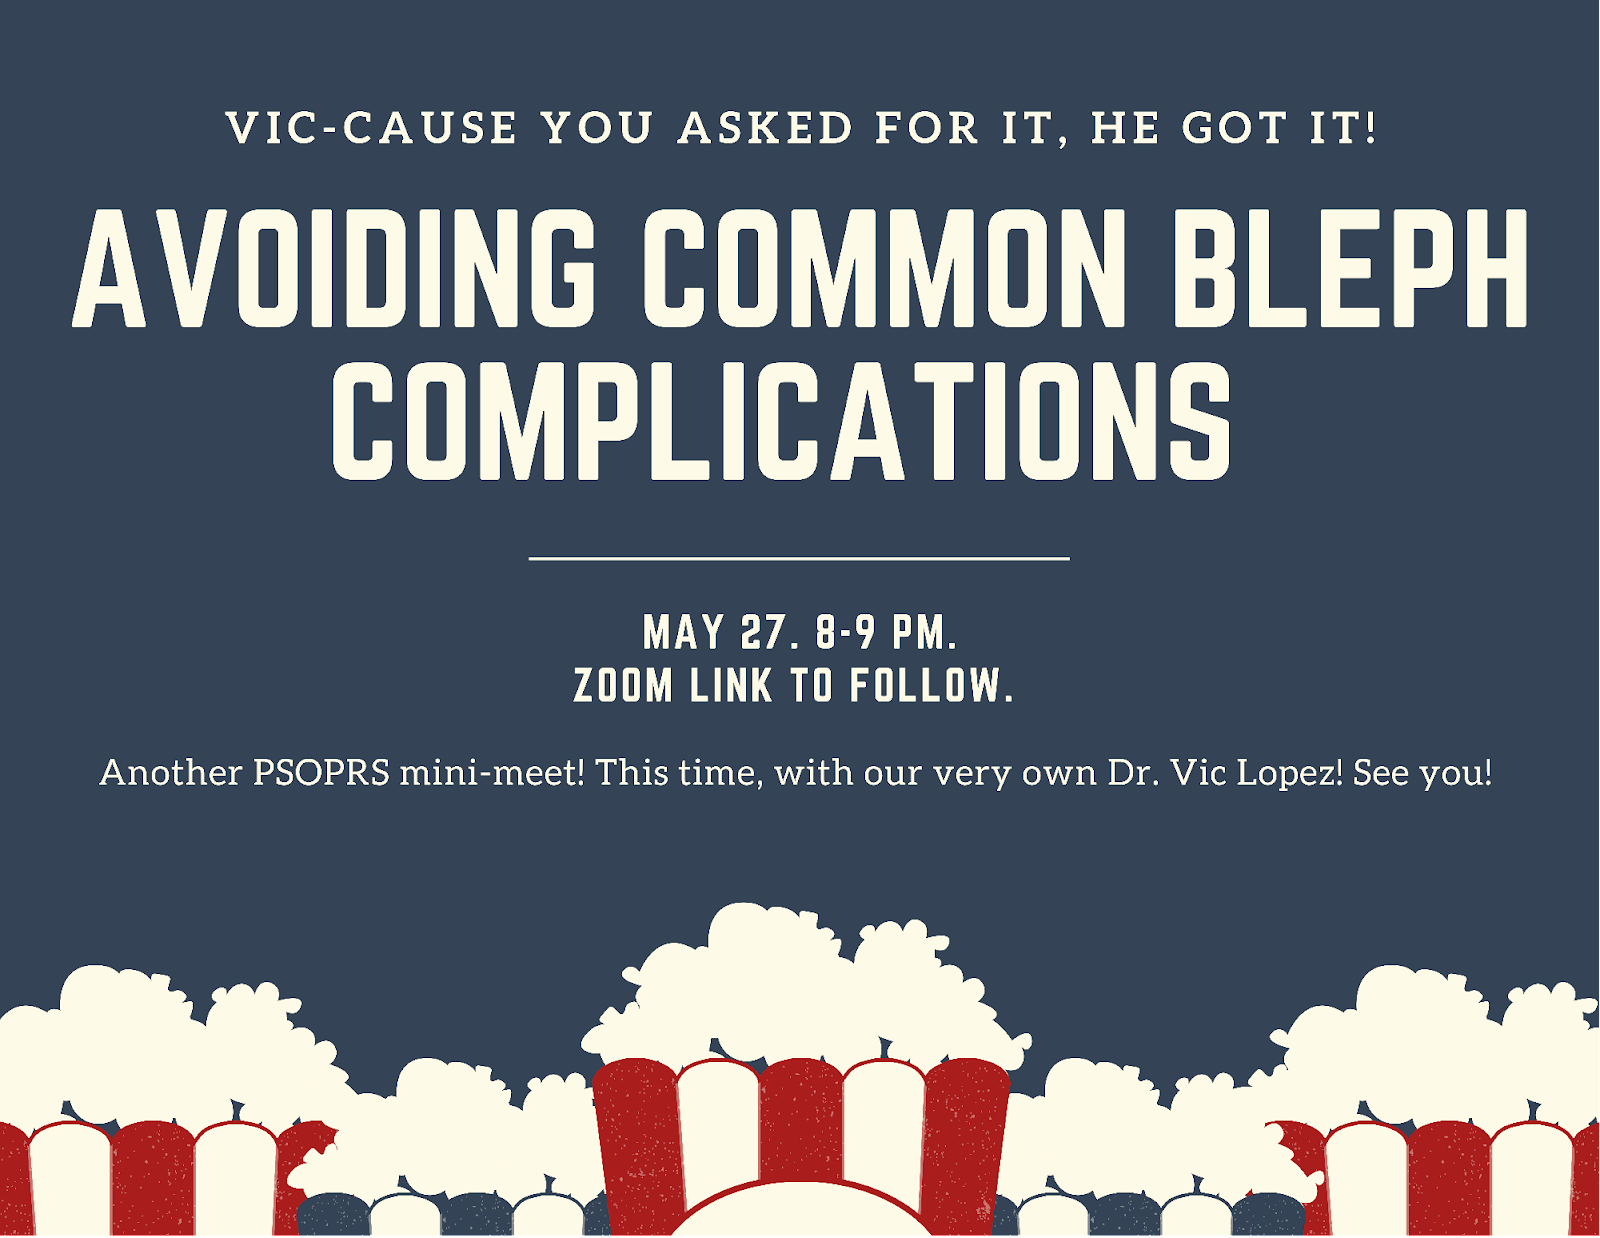 VIC-CAUSE YOU ASKED FOR IT, HE GOT IT!
AVOIDING COMMON BLEPH
COMPLICATIONS
MAY 27. 8-9 PM.
ZOOM LINK TO FOLLOW.
Another PSOPRS mini-meet! This time, with our very own Dr. Vic Lopez! See you!